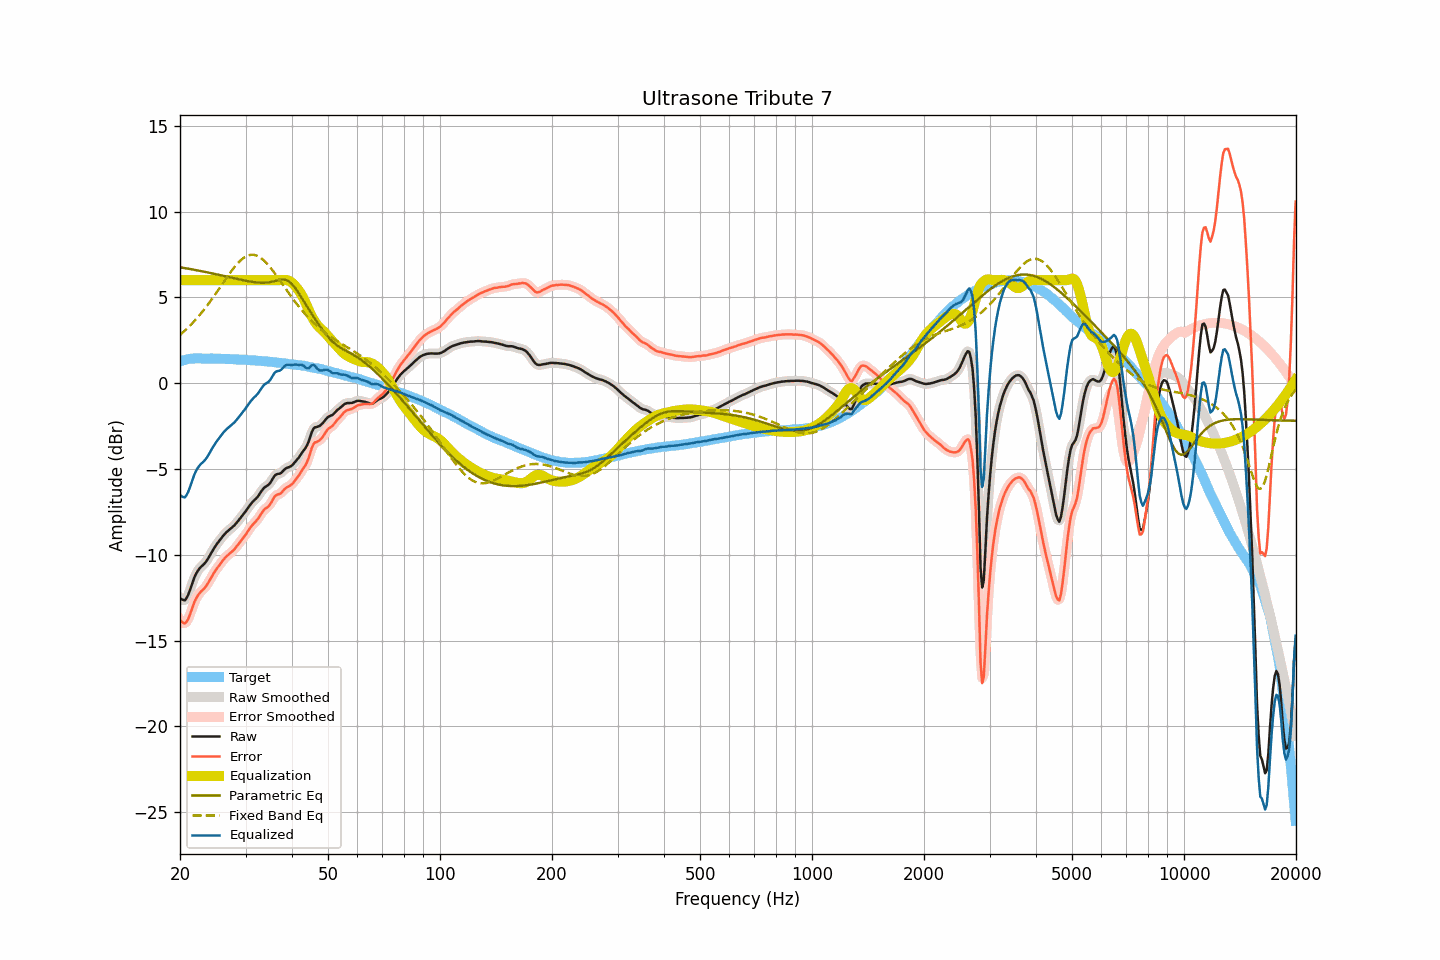 Ultrasone Tribute 7
15
10
5
0
−5
−10
−15
−20
−25
Amplitude (dBr)
Target
Raw Smoothed
Error Smoothed
Raw
Error
Equalization
Parametric Eq
Fixed Band Eq
Equalized
20 50 100 200 500 1000 2000 5000 10000 20000
Frequency (Hz)